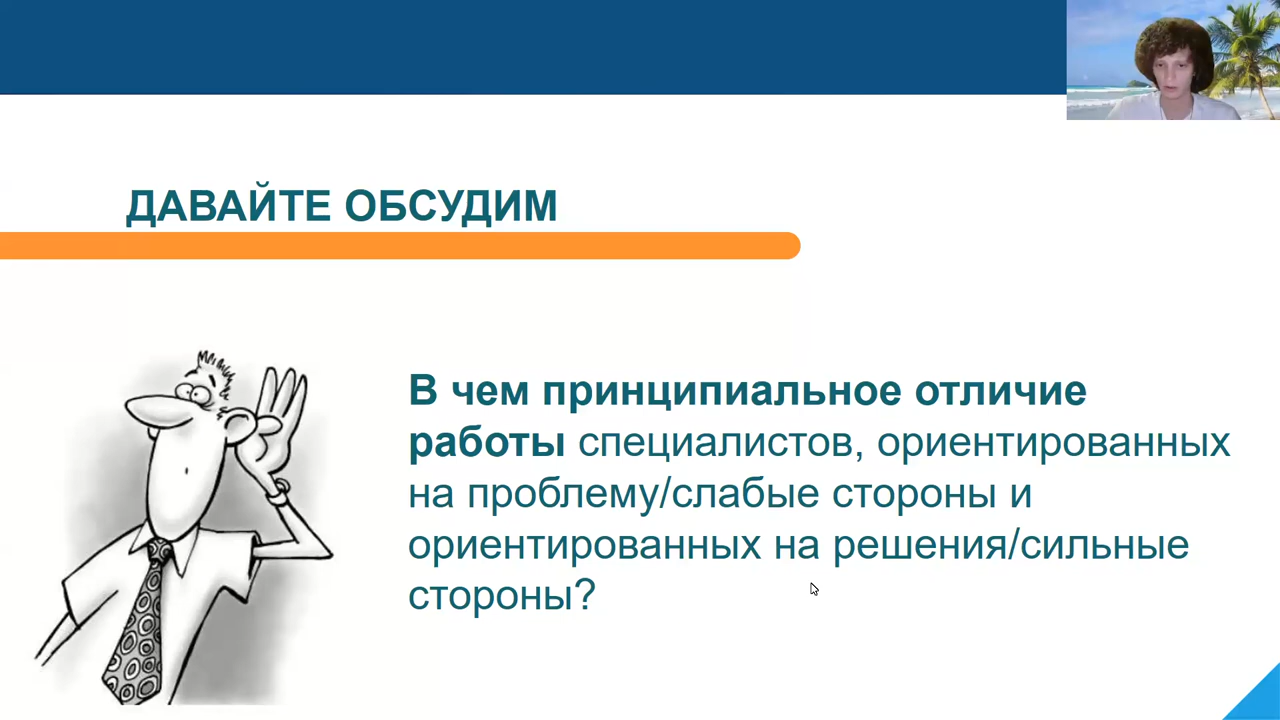 ДАВАЙТЕ ОБСУДИМ
В чем принципиальное отличие
работы специалистов, ориентированных
на проблему/слабые стороны и
ориентированных на решения/сильные
стороны?